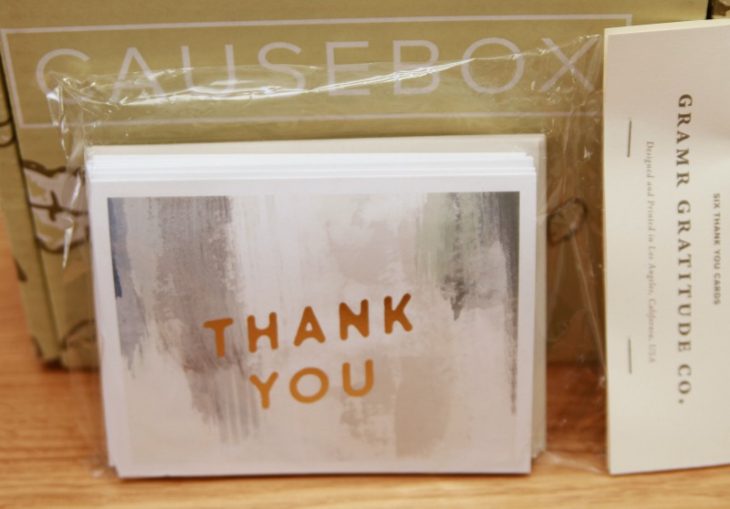 CAUSEBOX
THANK
YOU
SIX THANK YOU CARDS
GRAMR GRATITUDE CO.
Designed and Printed in Los Angeles, California, USA